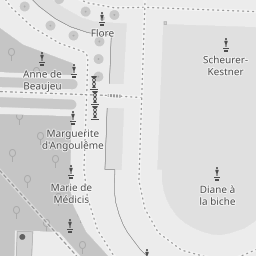 Flore
Scheurer-
Kestner
Anne de
Beaujeu
Marguerite
d'Angoulême
Marie de
Médicis
Diane à
la biche